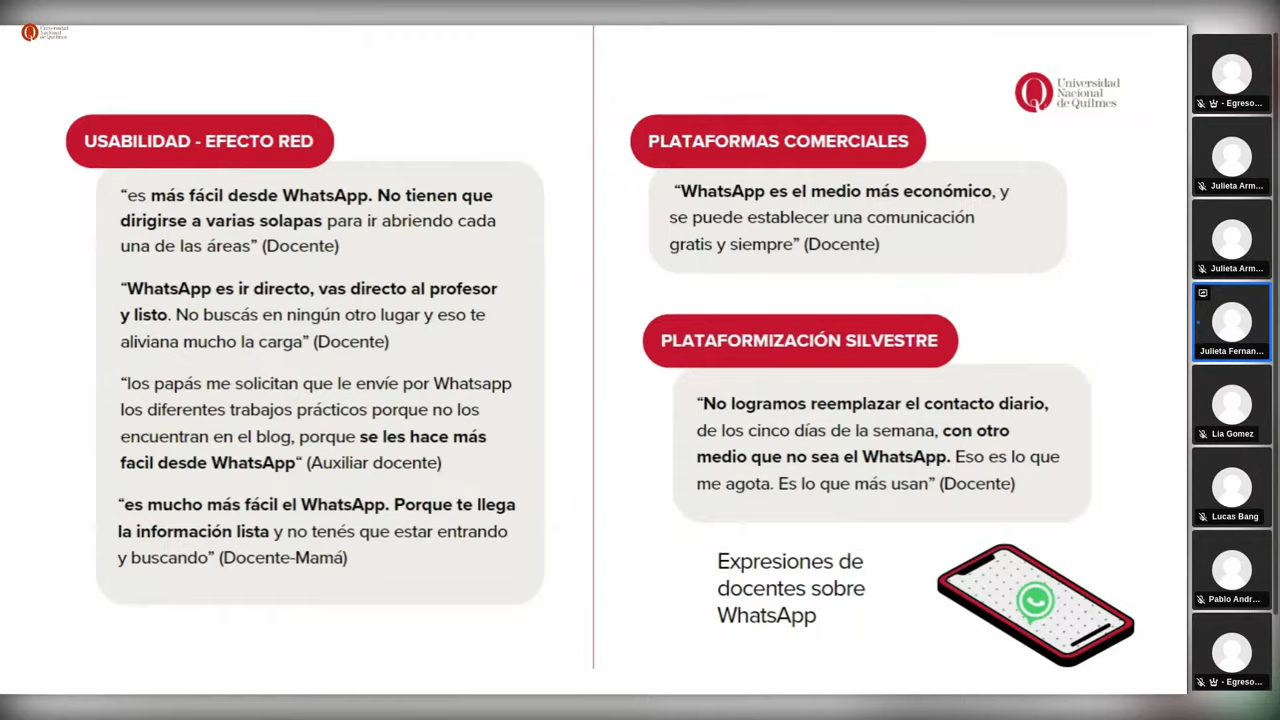 Universidad
Nacional
de Quilmes
Universidad
Nacional
de Quilmes
USABILIDAD - EFECTO RED
“es más fácil desde WhatsApp. No tienen que
dirigirse a varias solapas para ir abriendo cada
una de las áreas” (Docente)
“WhatsApp es ir directo, vas directo al profesor
y listo. No buscás en ningún otro lugar y eso te
aliviana mucho la carga” (Docente)
“los papás me solicitan que le envíe por Whatsapp
los diferentes trabajos prácticos porque no los
encuentran en el blog, porque se les hace más
facil desde WhatsApp“ (Auxiliar docente)
“es mucho más fácil el WhatsApp. Porque te llega
la información lista y no tenés que estar entrando
y buscando” (Docente-Mamá)
PLATAFORMAS COMERCIALES
“WhatsApp es el medio más económico, y
se puede establecer una comunicación
gratis y siempre” (Docente)
PLATAFORMIZACIÓN SILVESTRE
“No logramos reemplazar el contacto diario,
de los cinco días de la semana, con otro
medio que no sea el WhatsApp. Eso es lo que
me agota. Es lo que más usan” (Docente)
Expresiones de
docentes sobre
WhatsApp
- Egreso...
Julieta Arm...
Julieta Arm...
Julieta Fernan...
Lia Gomez
Lucas Bang
Pablo Andr...
- Egreso...